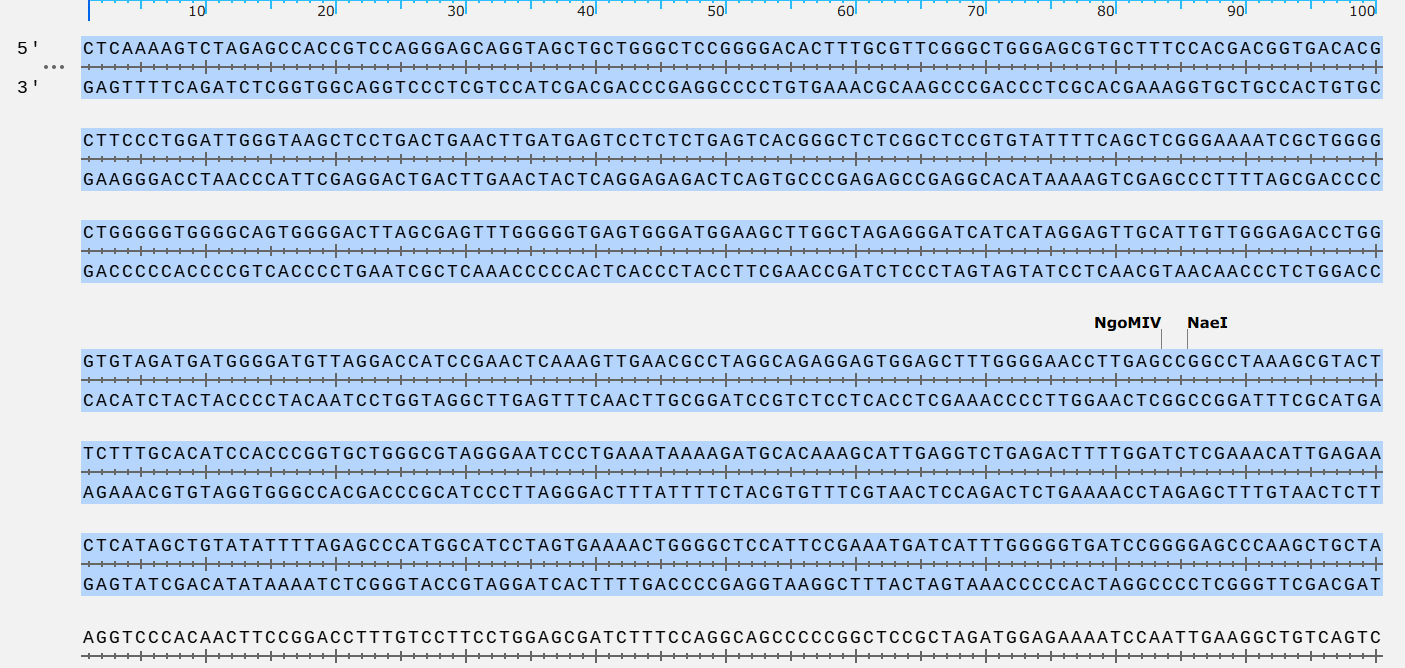 10 20 30 40 50 60 70 80 90 100
5' CTCAAAAGTCTAGAGCCACCGTCCAGGGAGCAGGTAGCTGCTGGGCTCCGGGGACACTTTGCGTTCGGGCTGGGAGCGTGCTTTCCACGACGGTGACACG
3' GAGTTTTCAGATCTCGGTGGCAGGTCCCTCGTCCATCGACGACCCGAGGCCCCTGTGAAACGCAAGCCCGACCCTCGCACGAAAGGTGCTGCCACTGTGC
CTTCCCTGGATTGGGTAAGCTCCTGACTGAACTTGATGAGTCCTCTCTGAGTCACGGGCTCTCGGCTCCGTGTATTTTCAGCTCGGGAAAATCGCTGGGG
GAAGGGACCTAACCCATTCGAGGACTGACTTGAACTACTCAGGAGAGACTCAGTGCCCGAGAGCCGAGGCACATAAAAGTCGAGCCCTTTTAGCGACCCC
CTGGGGGTGGGGCAGTGGGGACTTAGCGAGTTTGGGGGTGAGTGGGATGGAAGCTTGGCTAGAGGGATCATCATAGGAGTTGCATTGTTGGGAGACCTGG
GACCCCCACCCCGTCACCCCTGAATCGCTCAAACCCCCACTCACCCTACCTTCGAACCGATCTCCCTAGTAGTATCCTCAACGTAACAACCCTCTGGACC
NgoMIV NaeI
GTGTAGATGATGGGGATGTTAGGACCATCCGAACTCAAAGTTGAACGCCTAGGCAGAGGAGTGGAGCTTTGGGGAACCTTGAGCCGGCCTAAAGCGTACT
CACATCTACTACCCCTACAATCCTGGTAGGCTTGAGTTTCAACTTGCGGATCCGTCTCCTCACCTCGAAACCCCTTGGAACTCGGCCGGATTTCGCATGA
TCTTTGCACATCCACCCGGTGCTGGGCGTAGGGAATCCCTGAAATAAAAGATGCACAAAGCATTGAGGTCTGAGACTTTTGGATCTCGAAACATTGAGAA
AGAAACGTGTAGGTGGGCCACGACCCGCATCCCTTAGGGACTTTATTTTCTACGTGTTTCGTAACTCCAGACTCTGAAAACCTAGAGCTTTGTAACTCTT
CTCATAGCTGTATATTTTAGAGCCCATGGCATCCTAGTGAAAACTGGGGCTCCATTCCGAAATGATCATTTGGGGGTGATCCGGGGAGCCCAAGCTGCTA
GAGTATCGACATATAAAATCTCGGGTACCGTAGGATCACTTTTGACCCCGAGGTAAGGCTTTACTAGTAAACCCCCACTAGGCCCCTCGGGTTCGACGAT
AGGTCCCACAACTTCCGGACCTTTGTCCTTCCTGGAGCGATCTTTCCAGGCAGCCCCCGGCTCCGCTAGATGGAGAAAATCCAATTGAAGGCTGTCAGTC